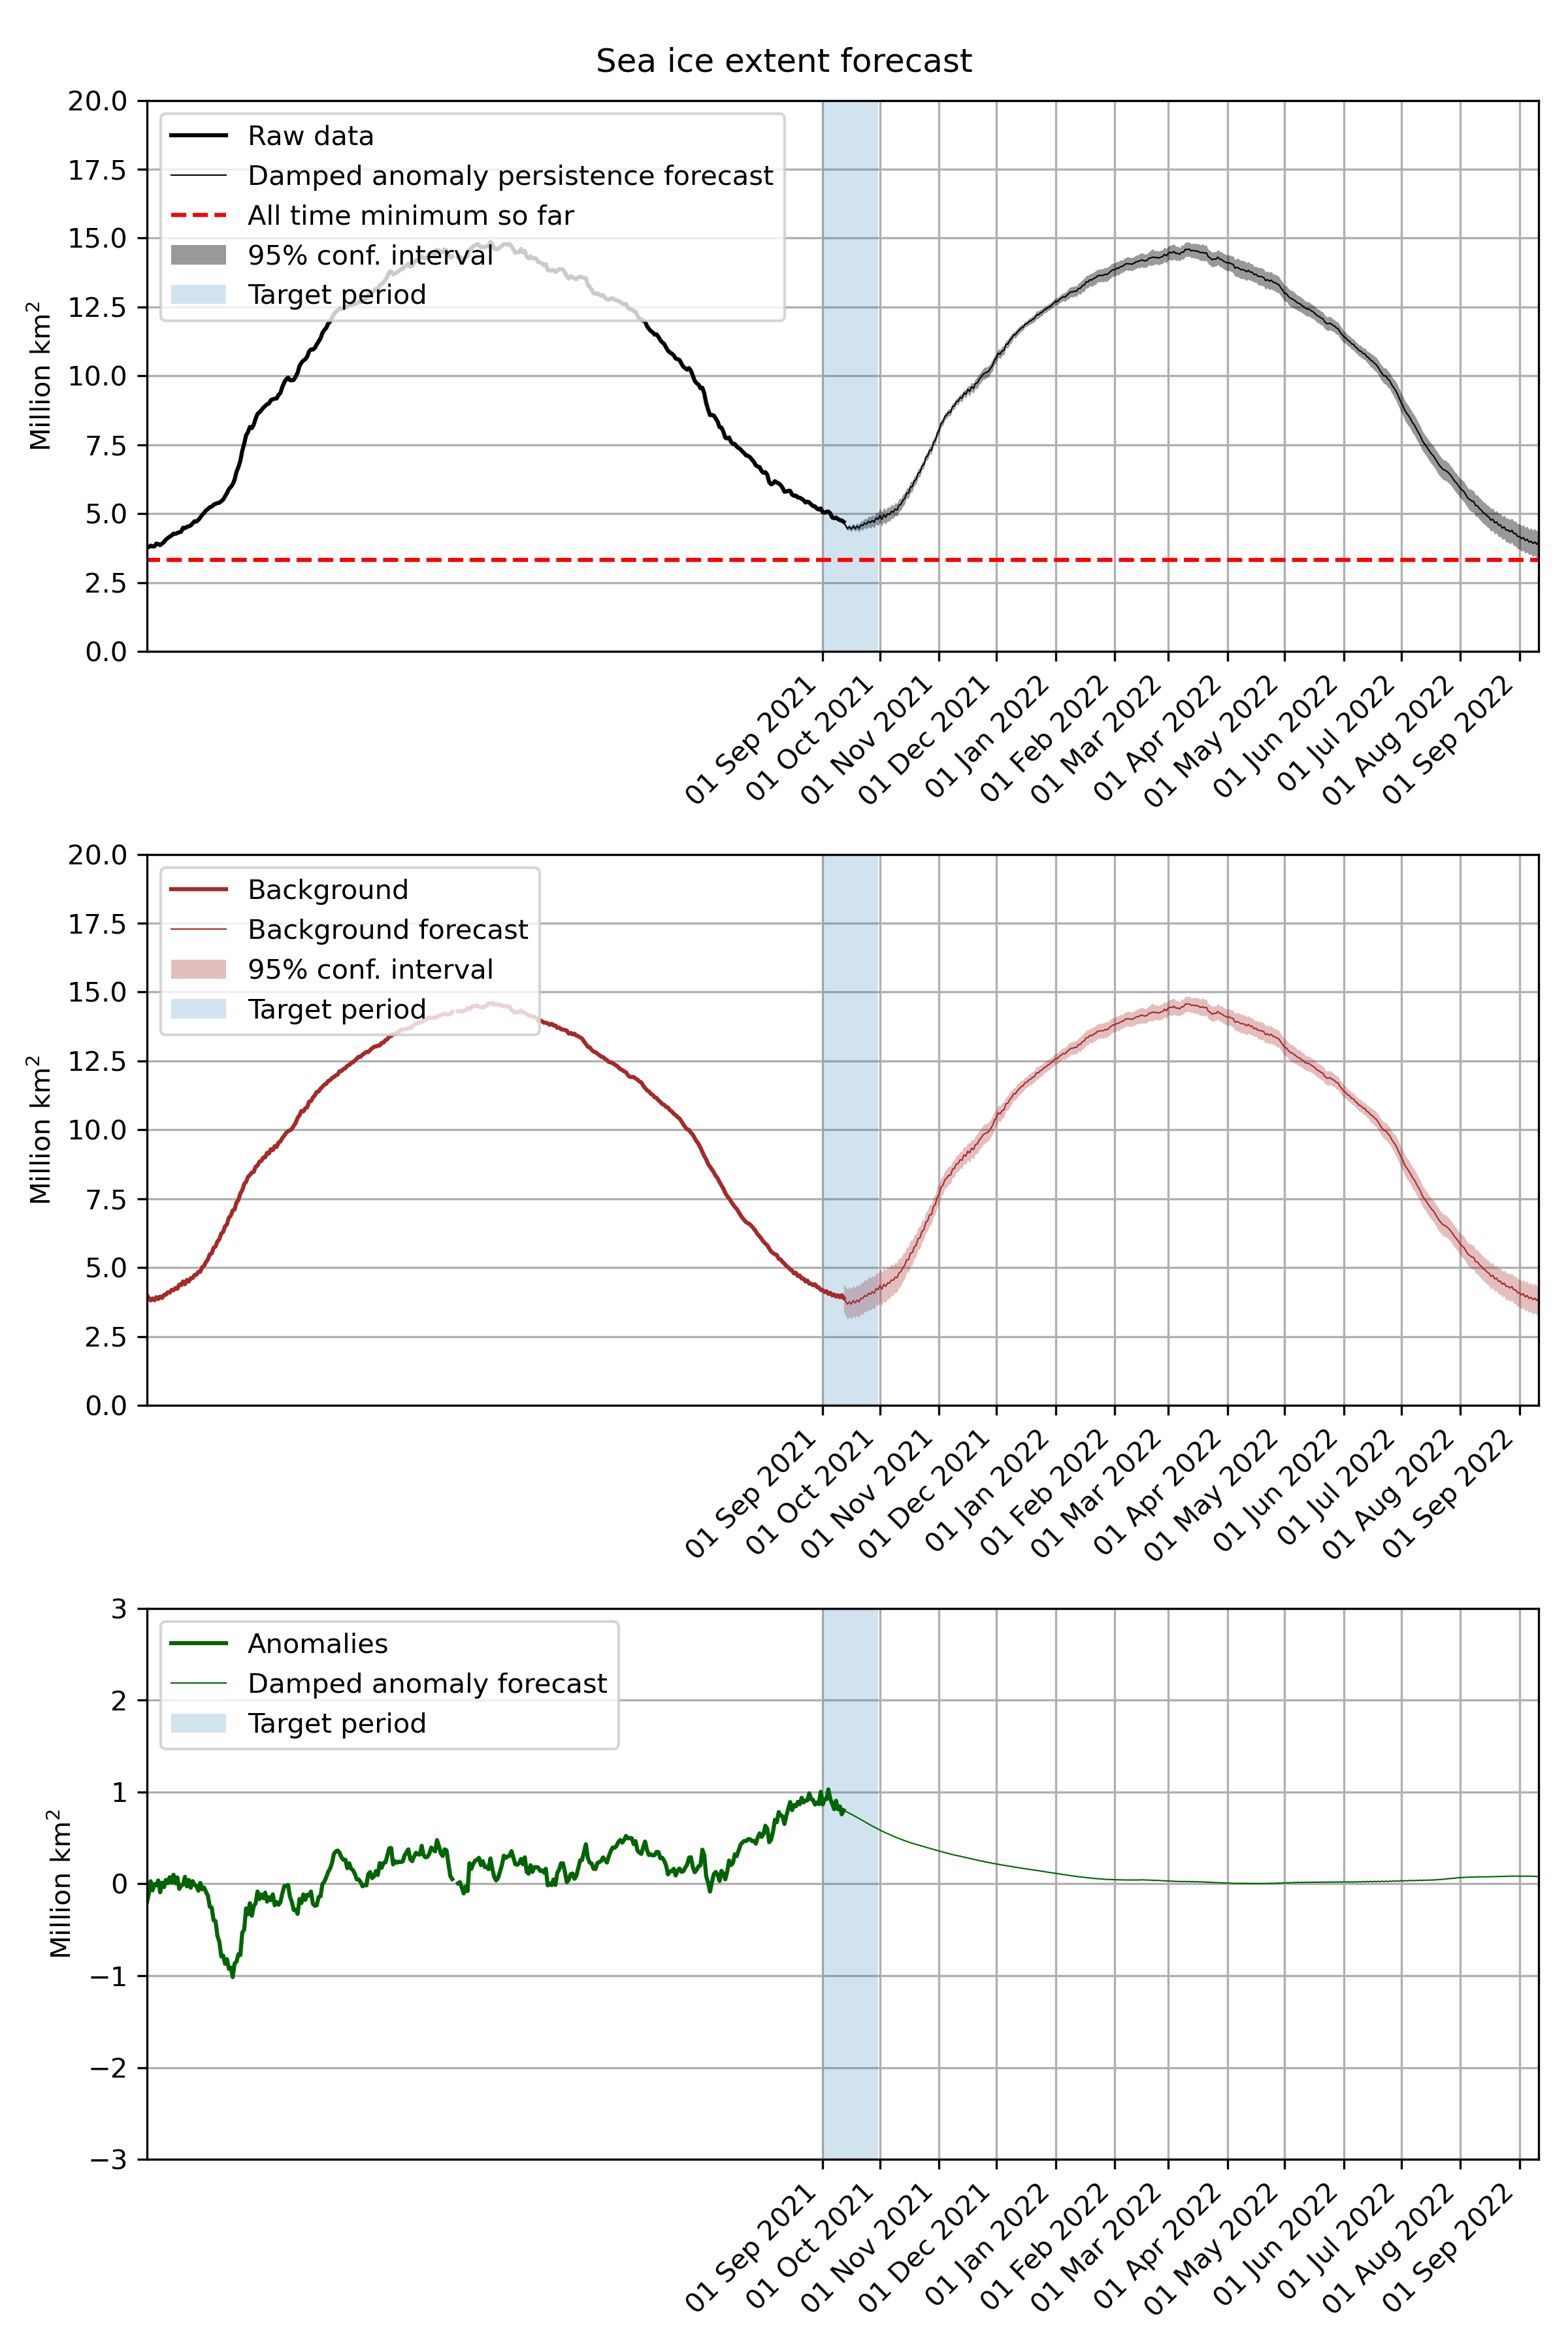 Sea ice extent forecast
20.0
17.5
15.0
12.5
10.0
7.5
5.0
2.5
0.0
Million km²
Raw data
Damped anomaly persistence forecast
All time minimum so far
95% conf. interval
Target period
01 Sep 2021
01 Oct 2021
01 Nov 2021
01 Dec 2021
01 Jan 2022
01 Feb 2022
01 Mar 2022
01 Apr 2022
01 May 2022
01 Jun 2022
01 Jul 2022
01 Aug 2022
01 Sep 2022
20.0
17.5
15.0
12.5
10.0
7.5
5.0
2.5
0.0
Million km²
Background
Background forecast
95% conf. interval
Target period
01 Sep 2021
01 Oct 2021
01 Nov 2021
01 Dec 2021
01 Jan 2022
01 Feb 2022
01 Mar 2022
01 Apr 2022
01 May 2022
01 Jun 2022
01 Jul 2022
01 Aug 2022
01 Sep 2022
3
2
1
0
−1
−2
−3
Million km²
Anomalies
Damped anomaly forecast
Target period
01 Sep 2021
01 Oct 2021
01 Nov 2021
01 Dec 2021
01 Jan 2022
01 Feb 2022
01 Mar 2022
01 Apr 2022
01 May 2022
01 Jun 2022
01 Jul 2022
01 Aug 2022
01 Sep 2022